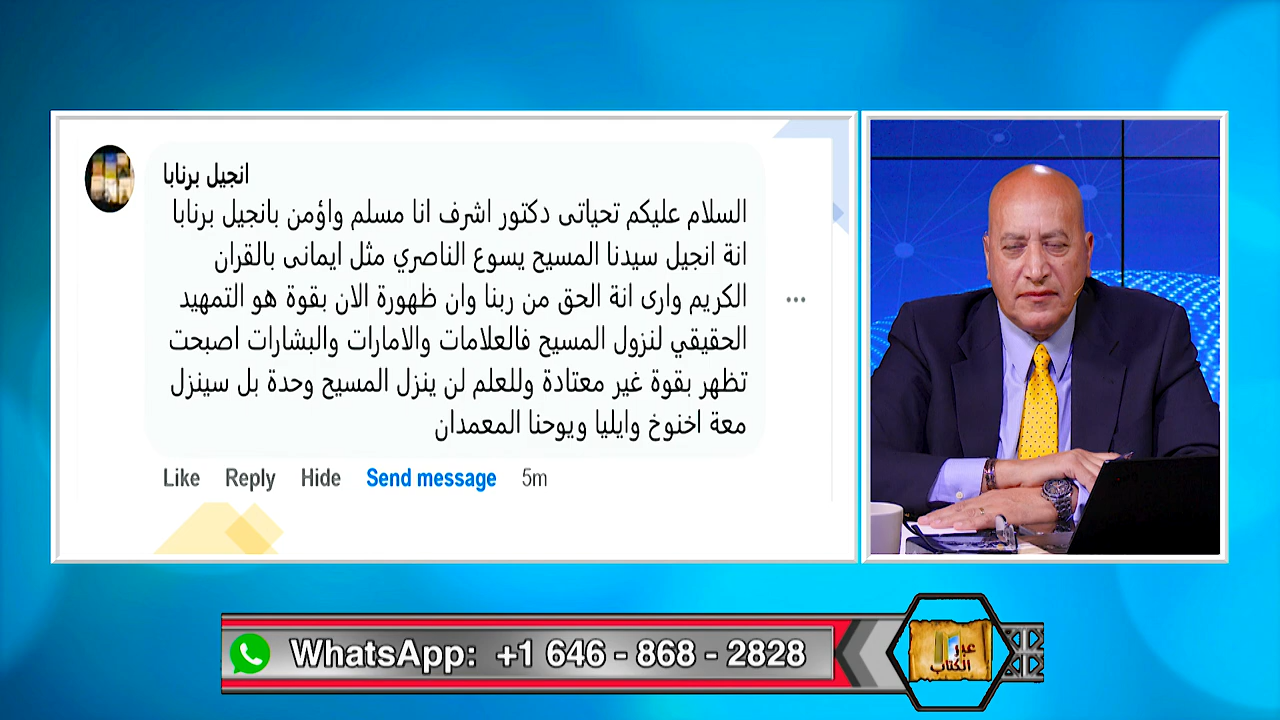 انجيل برنابا
السلام عليكم تحياتى دكتور اشرف انا مسلم واؤمن بانجيل برنابا
انة انجيل سيدنا المسيح يسوع الناصري مثل ايمانى بالقران
الكريم وارى انة الحق من ربنا وان ظهورة الان بقوة هو التمهيد
الحقيقي لنزول المسيح فالعلامات والامارات والبشارات اصبحت
تظهر بقوة غير معتادة وللعلم لن ينزل المسيح وحدة بل سينزل
معة اخنوخ وايليا ويوحنا المعمدان
Like Reply Hide Send message 5m
WhatsApp: +1 646 - 868 - 2828
عبر
الكتاب